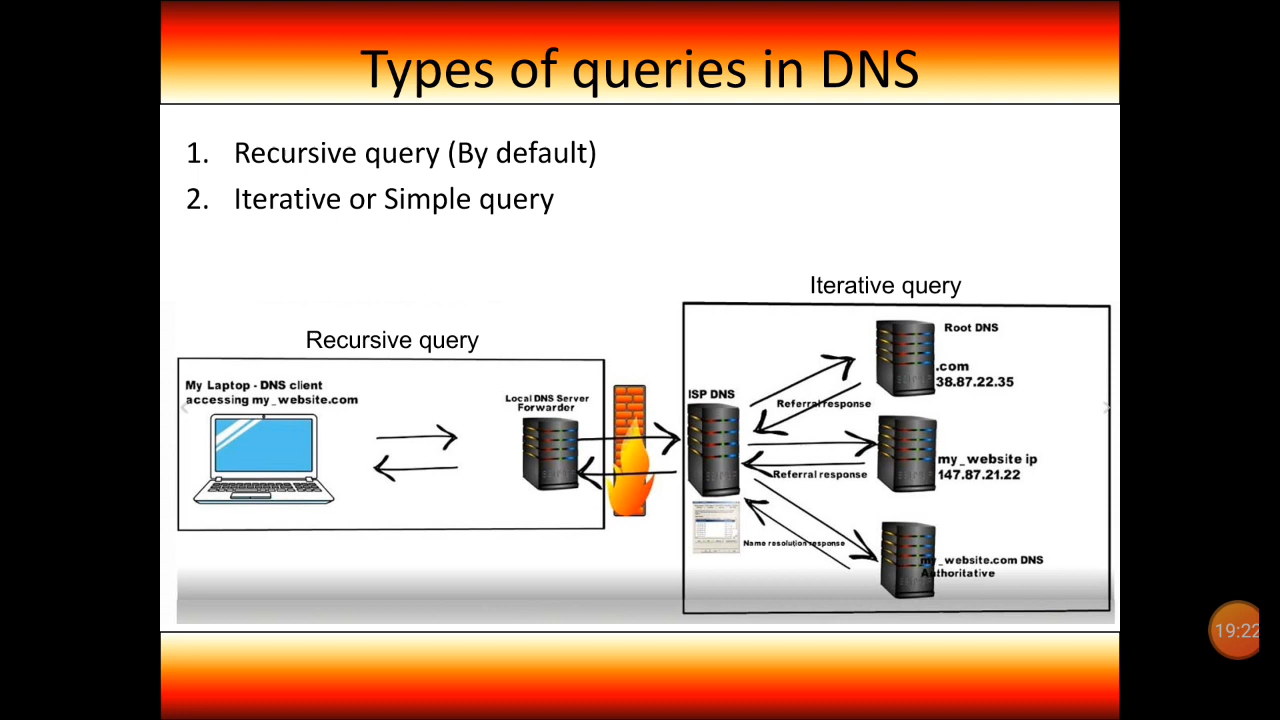 Types of queries in DNS
1. Recursive query (By default)
2. Iterative or Simple query
Iterative query
Recursive query
My Laptop - DNS client
accessing my_website.com
Local DNS Server
Forwarder
ISP DNS
Root DNS
.com
38.87.22.35
Referral response
my_website ip
147.87.21.22
Referral response
Name resolution response
my_website.com DNS
Authoritative
19:22